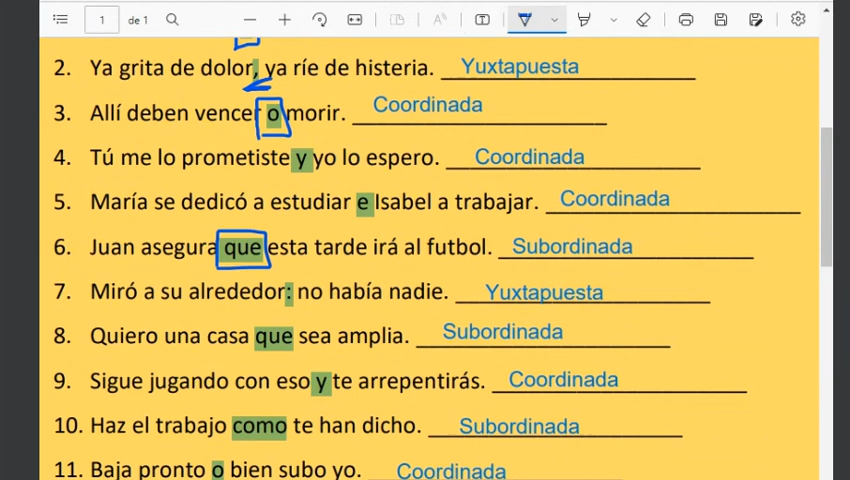 1 de 1
2. Ya grita de dolor, ya ríe de histeria. Yuxtapuesta
3. Allí deben vencer o morir. Coordinada
4. Tú me lo prometiste y yo lo espero. Coordinada
5. María se dedicó a estudiar e Isabel a trabajar. Coordinada
6. Juan asegura que esta tarde irá al futbol. Subordinada
7. Miró a su alrededor: no había nadie. Yuxtapuesta
8. Quiero una casa que sea amplia. Subordinada
9. Sigue jugando con eso y te arrepentirás. Coordinada
10. Haz el trabajo como te han dicho. Subordinada
11. Baja pronto o bien subo yo. Coordinada